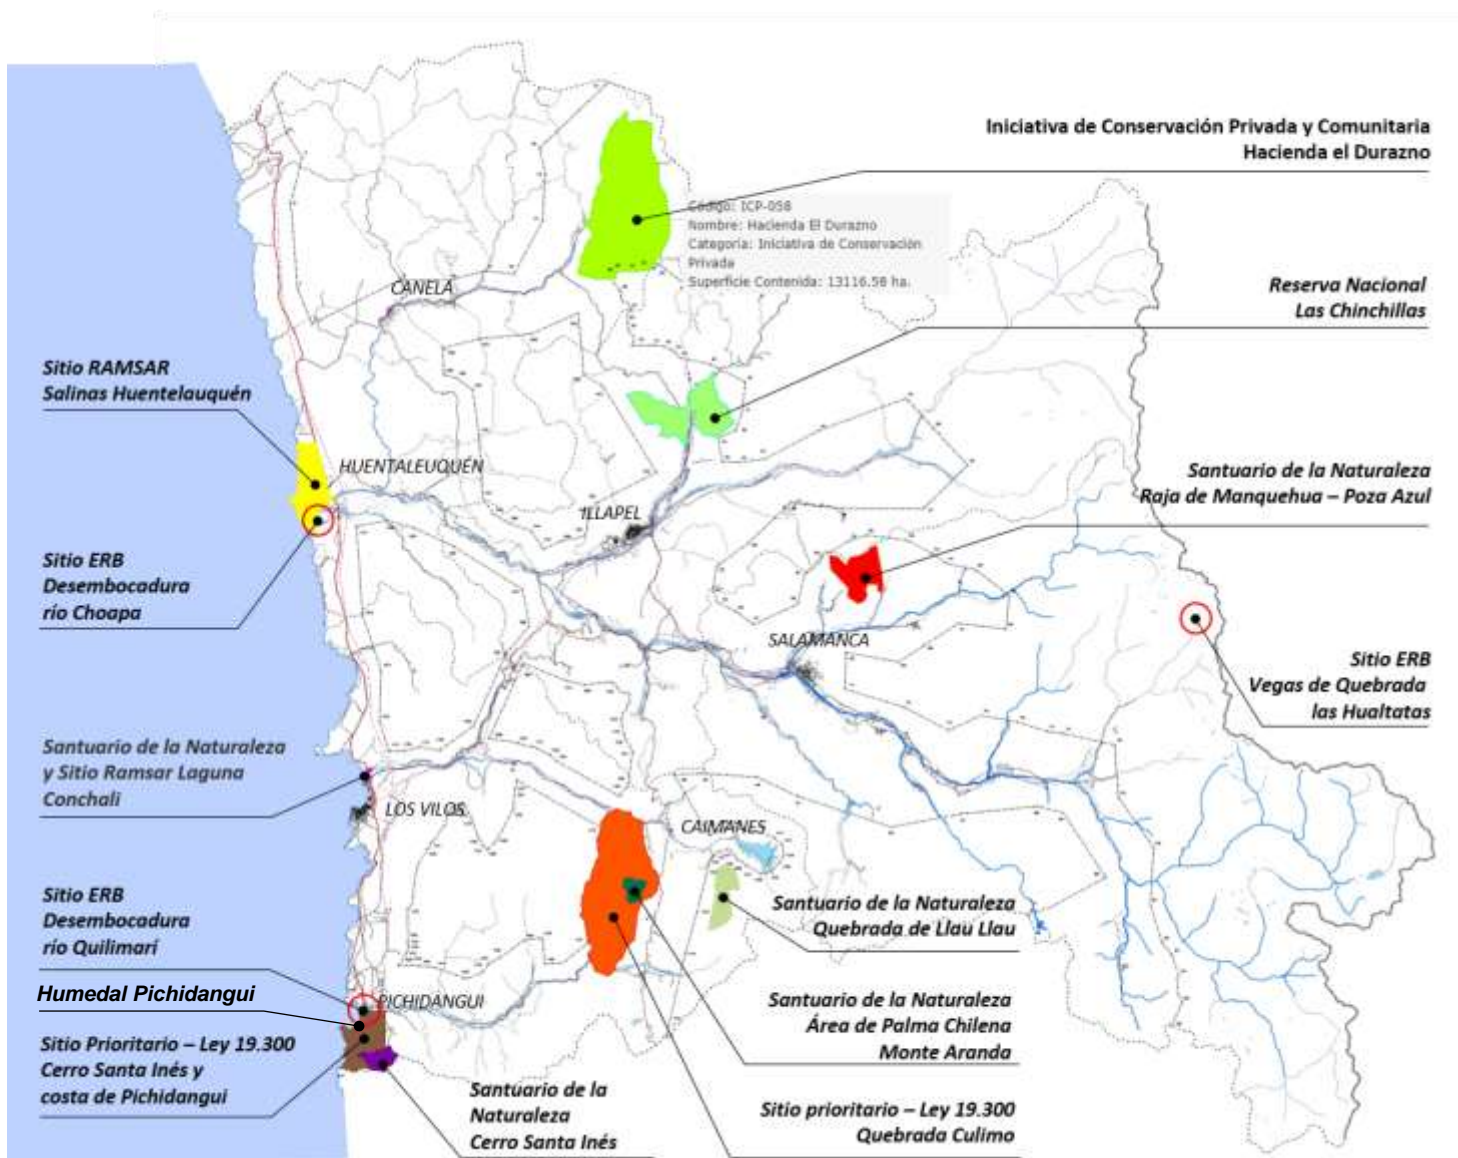 Iniciativa de Conservación Privada y Comunitaria
Hacienda el Durazno
Código: ICP-058
Nombre: Hacienda El Durazno
Categoría: Iniciativa de Conservación
Privada
Superficie Contenida: 13116.58 ha.
Reserva Nacional
Las Chinchillas
CANELA
Sitio RAMSAR
Salinas Huentelauquén
HUENTALEUQUÉN
Santuario de la Naturaleza
Raja de Manquehua – Poza Azul
ILLAPEL
Sitio ERB
Desembocadura
río Choapa
SALAMANCA
Sitio ERB
Vegas de Quebrada
las Hualtatas
Santuario de la Naturaleza
y Sitio Ramsar Laguna
Conchalí
LOS VILOS
CAIMANES
Sitio ERB
Desembocadura
río Quilimarí
Santuario de la Naturaleza
Quebrada de Llau Llau
Humedal Pichidangui
PICHIDANGUI
Santuario de la Naturaleza
Área de Palma Chilena
Monte Aranda
Sitio Prioritario – Ley 19.300
Cerro Santa Inés y
costa de Pichidangui
Santuario de la
Naturaleza
Cerro Santa Inés
Sitio prioritario – Ley 19.300
Quebrada Culimo